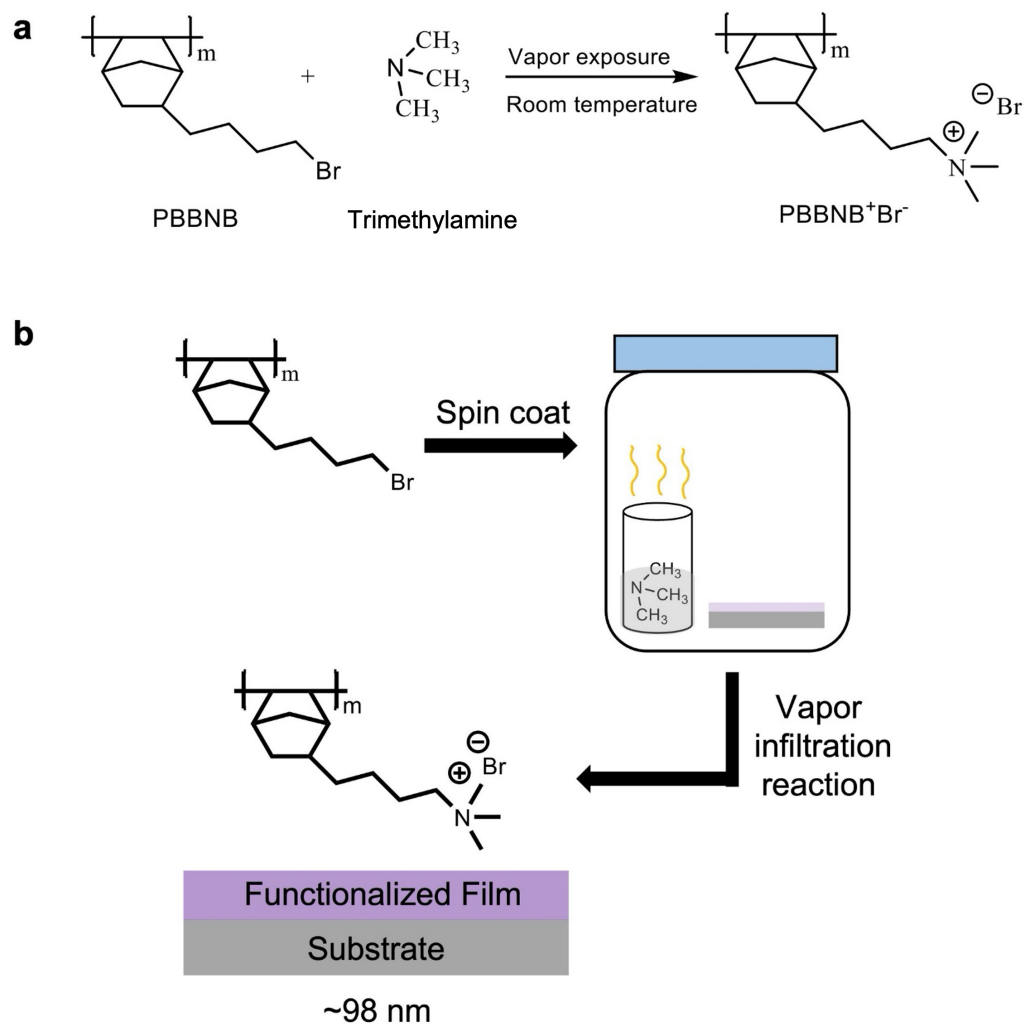 a
m
Br
PBBNB
+
N
CH3
CH3
CH3
Trimethylamine
Vapor exposure
Room temperature
m
⊕
N
⊖
Br
PBBNB+Br-
b
m
Br
Spin coat
N
CH3
CH3
CH3
Vapor
infiltration
reaction
m
⊖
Br
⊕
N
Functionalized Film
Substrate
~98 nm